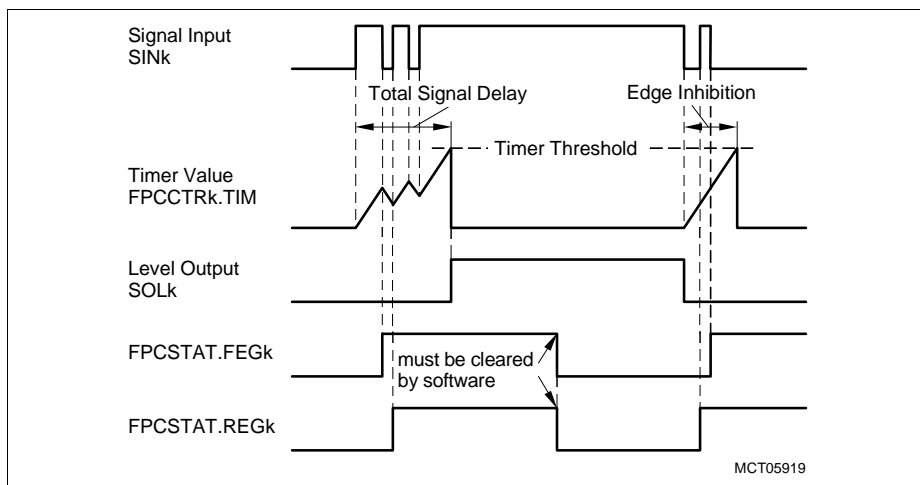 Signal Input
SINk
Total Signal Delay
Edge Inhibition
Timer Threshold
Timer Value
FPCCTRk.TIM
Level Output
SOLk
FPCSTAT.FEGk
must be cleared
by software
FPCSTAT.REGk
MCT05919